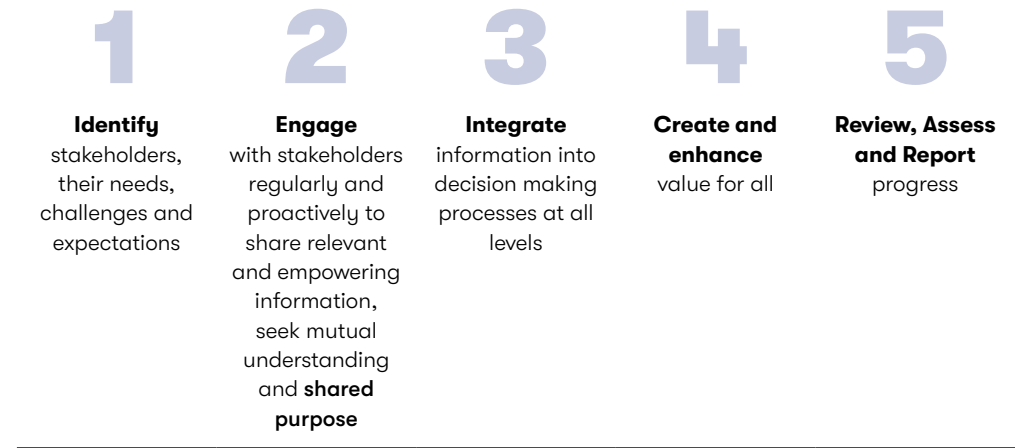 1
Identify
stakeholders,
their needs,
challenges and
expectations
2
Engage
with stakeholders
regularly and
proactively to
share relevant
and empowering
information,
seek mutual
understanding
and shared
purpose
3
Integrate
information into
decision making
processes at all
levels
4
Create and
enhance
value for all
5
Review, Assess
and Report
progress